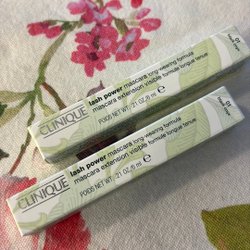 CLINIQUE
lash power mascara long-wearing formula
mascara extension visible formule longue tenue
POIDS NET WT. .21 OZ/6 mL ℮
01
CLINIQUE
lash power mascara long-wearing formula
mascara extension visible formule longue tenue
POIDS NET WT. .21 OZ/6 mL ℮
01